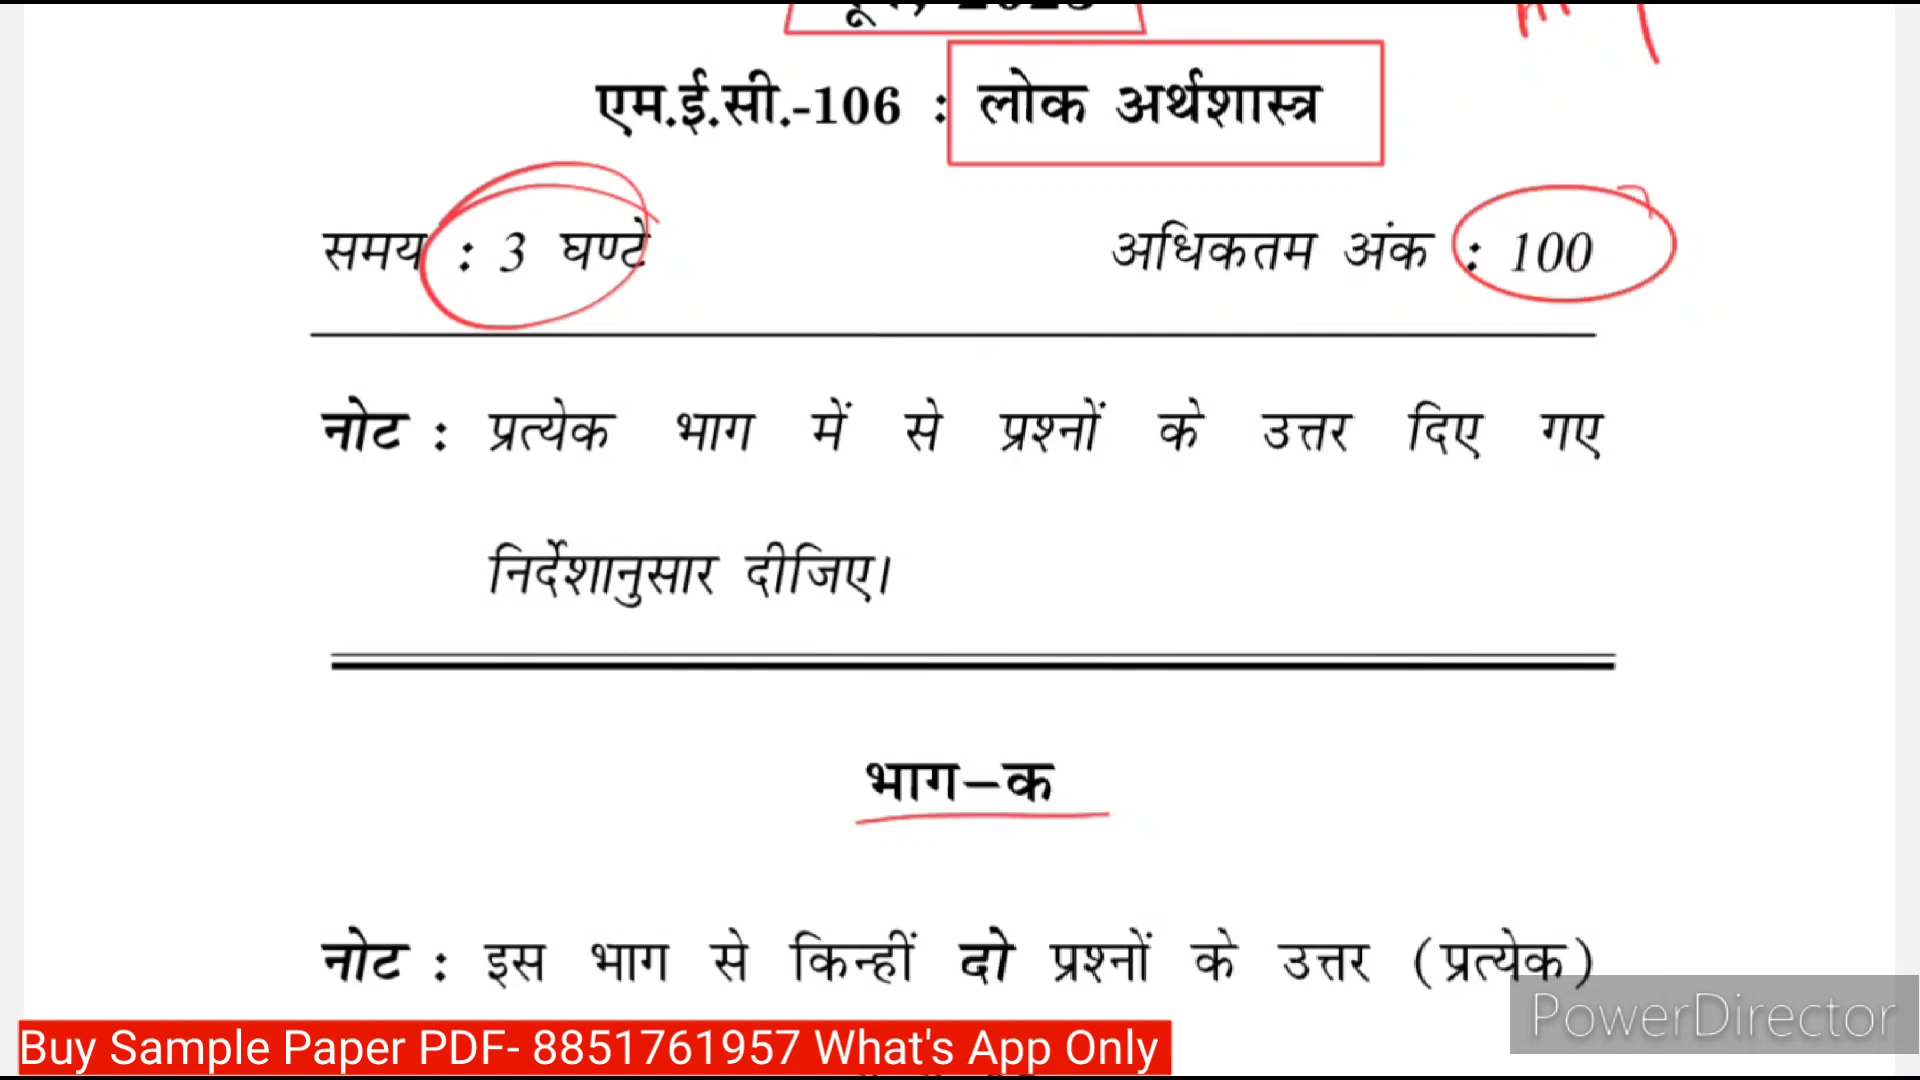 एम.ई.सी.-106 : लोक अर्थशास्त्र
समय : 3 घण्टे अधिकतम अंक : 100
नोट : प्रत्येक भाग में से प्रश्नों के उत्तर दिए गए
निर्देशानुसार दीजिए।
भाग–क
नोट : इस भाग से किन्हीं दो प्रश्नों के उत्तर (प्रत्येक)
PowerDirector
Buy Sample Paper PDF- 8851761957 What's App Only